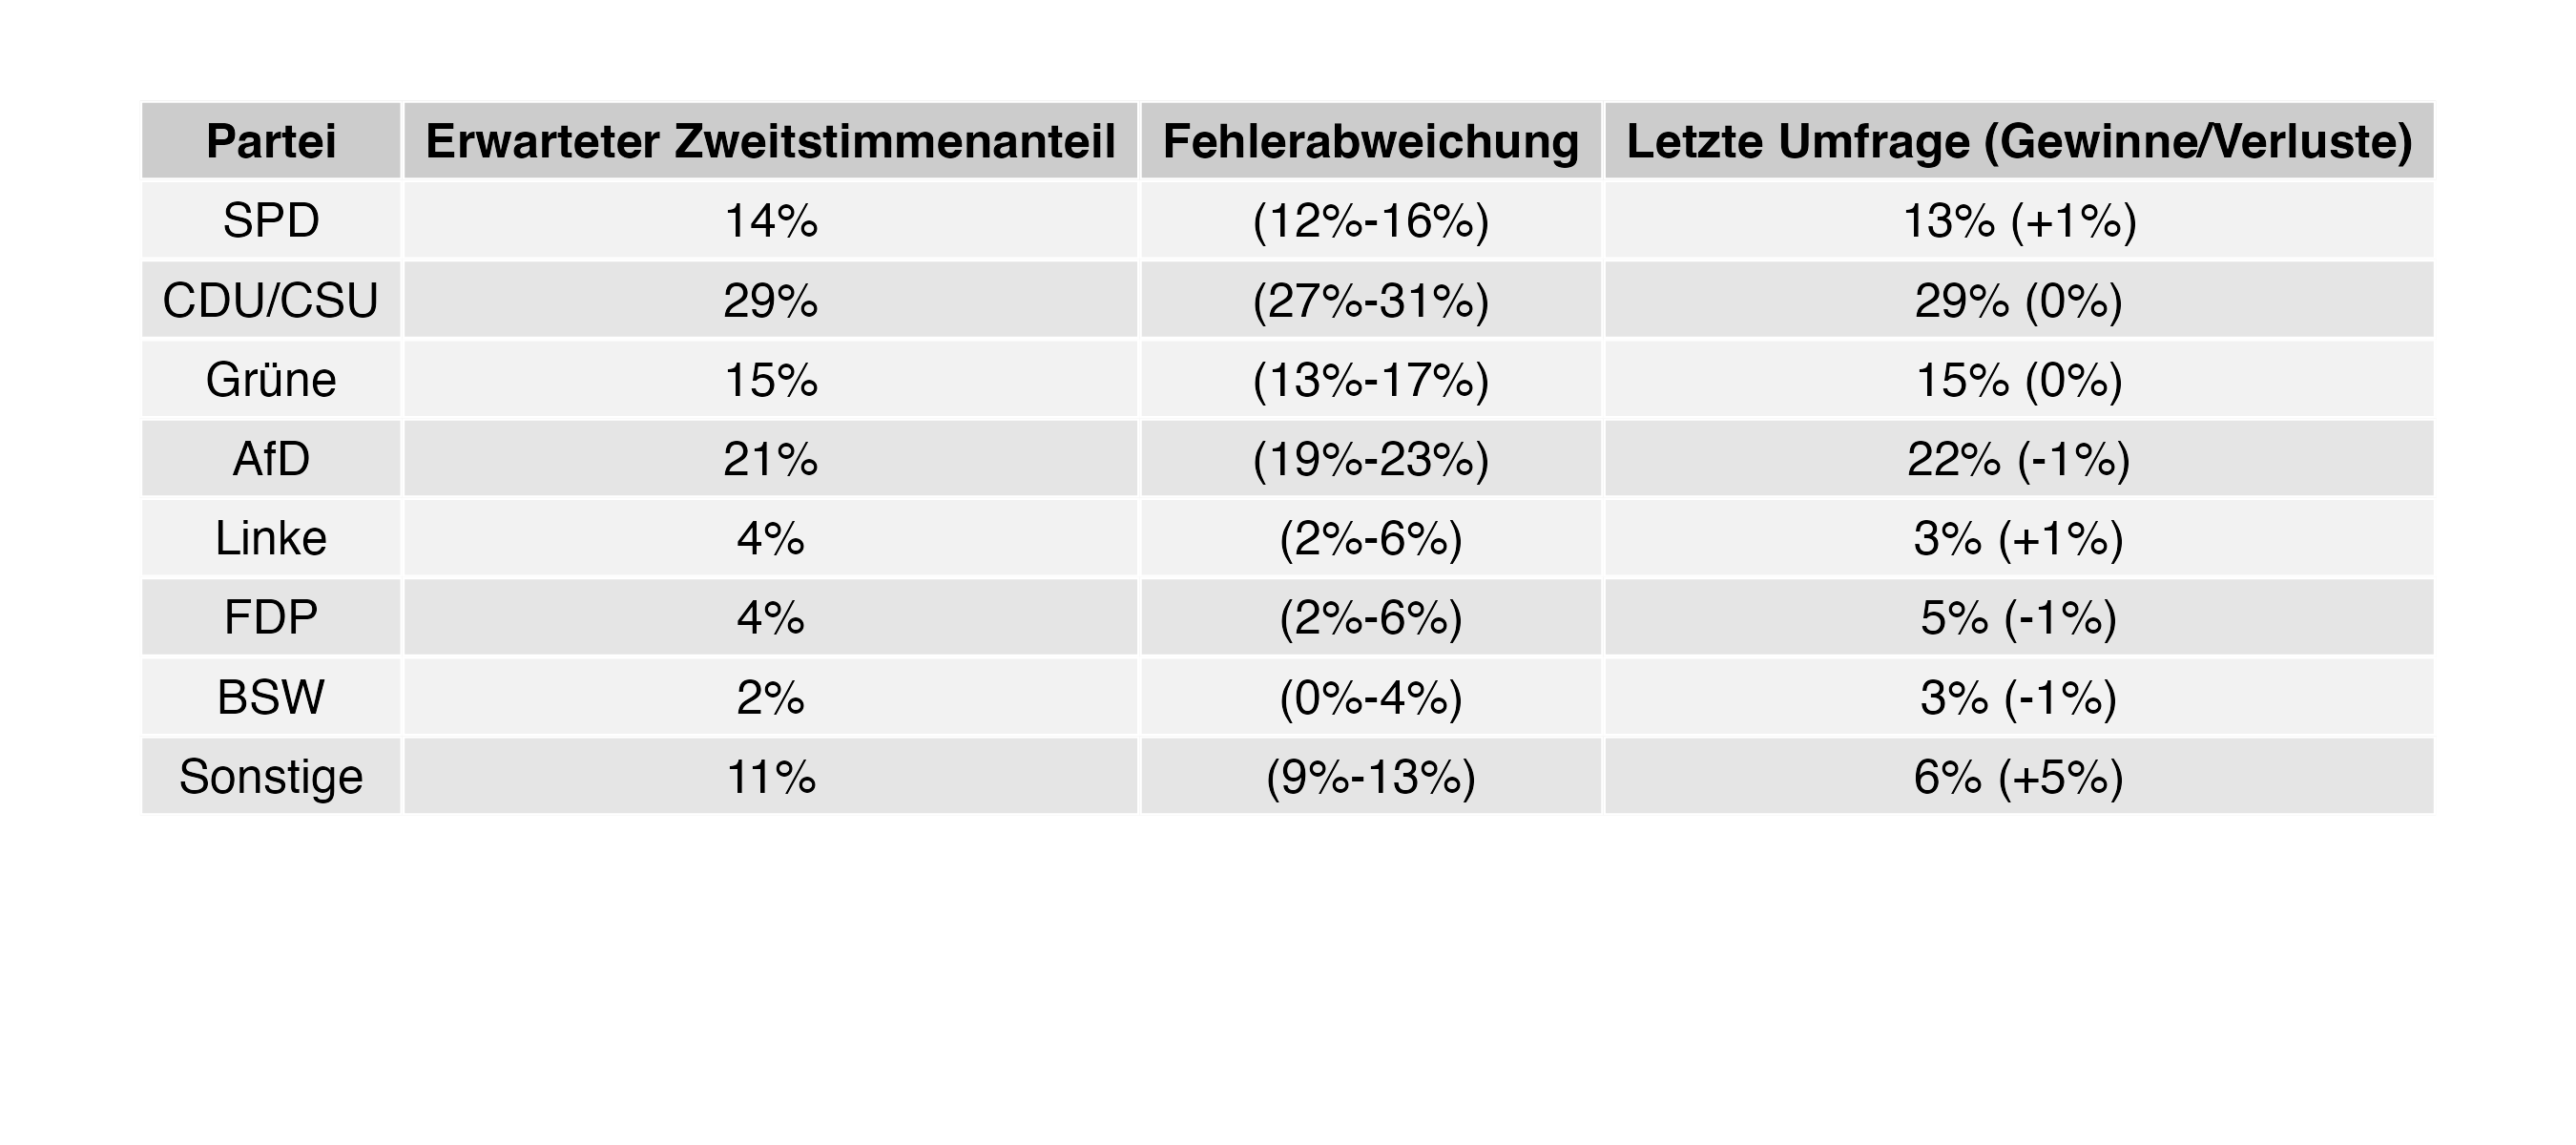 Partei Erwarteter Zweitstimmenanteil Fehlerabweichung Letzte Umfrage (Gewinne/Verluste)
SPD 14% (12%-16%) 13% (+1%)
CDU/CSU 29% (27%-31%) 29% (0%)
Grüne 15% (13%-17%) 15% (0%)
AfD 21% (19%-23%) 22% (-1%)
Linke 4% (2%-6%) 3% (+1%)
FDP 4% (2%-6%) 5% (-1%)
BSW 2% (0%-4%) 3% (-1%)
Sonstige 11% (9%-13%) 6% (+5%)